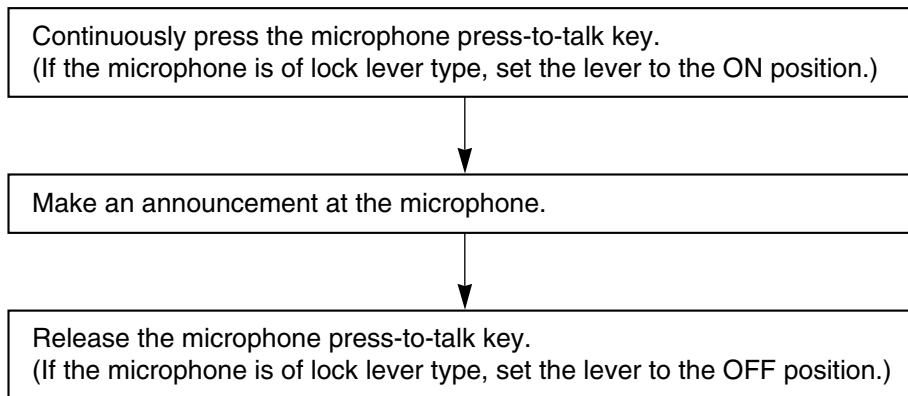 Continuously press the microphone press-to-talk key.
(If the microphone is of lock lever type, set the lever to the ON position.)
Make an announcement at the microphone.
Release the microphone press-to-talk key.
(If the microphone is of lock lever type, set the lever to the OFF position.)